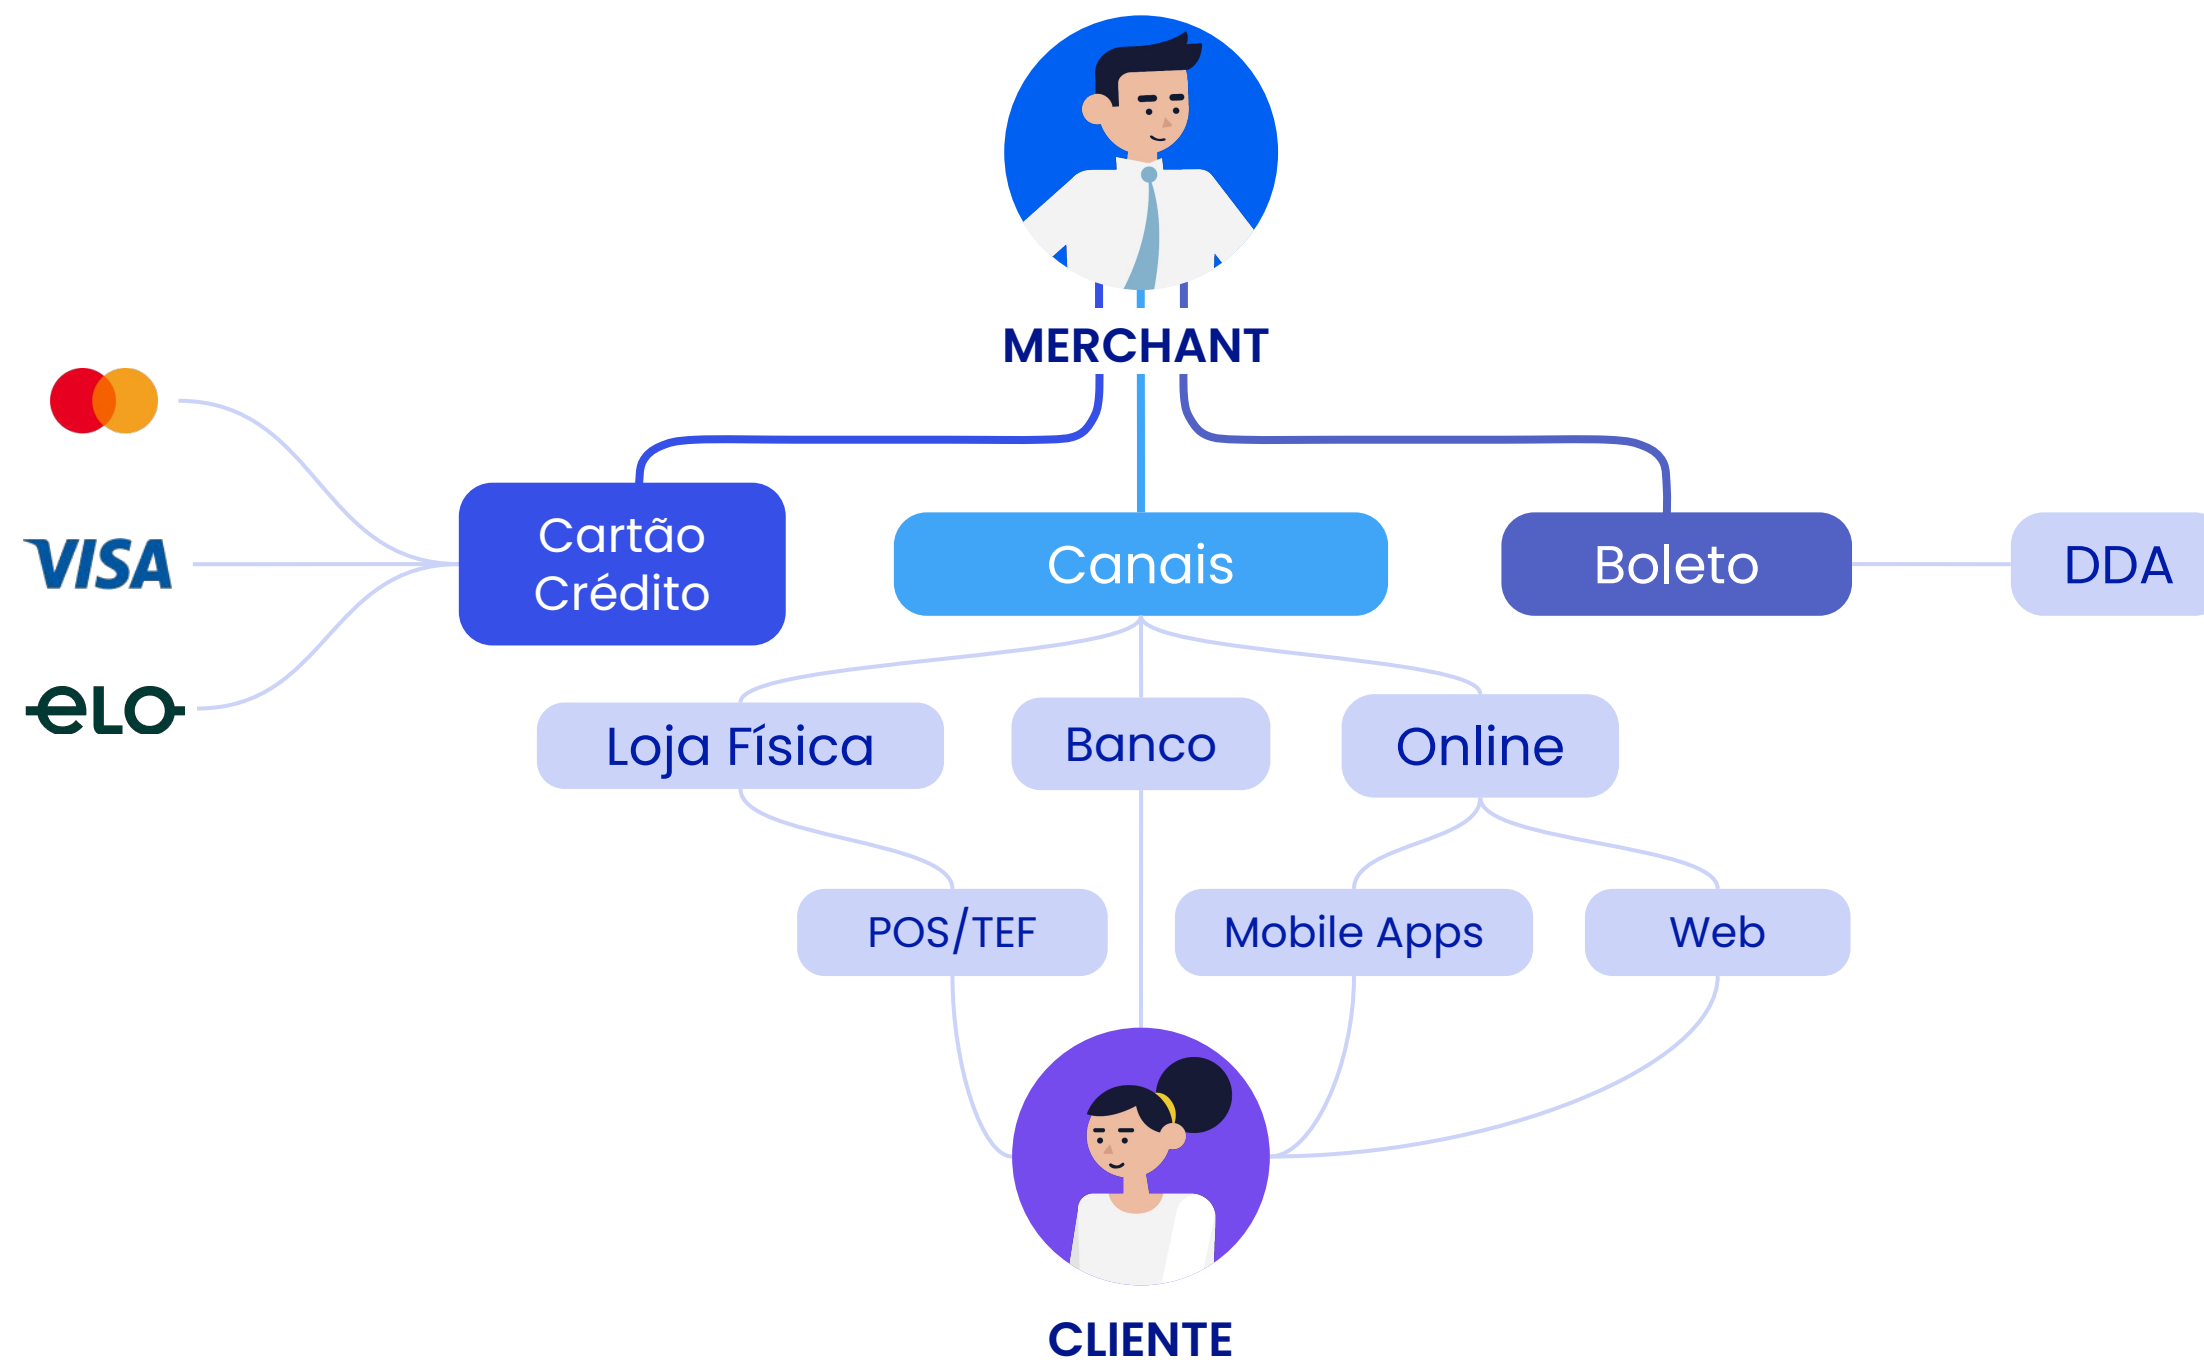 MERCHANT
VISA
elo
Cartão
Crédito
Canais
Boleto
DDA
Loja Física
Banco
Online
POS/TEF
Mobile Apps
Web
CLIENTE